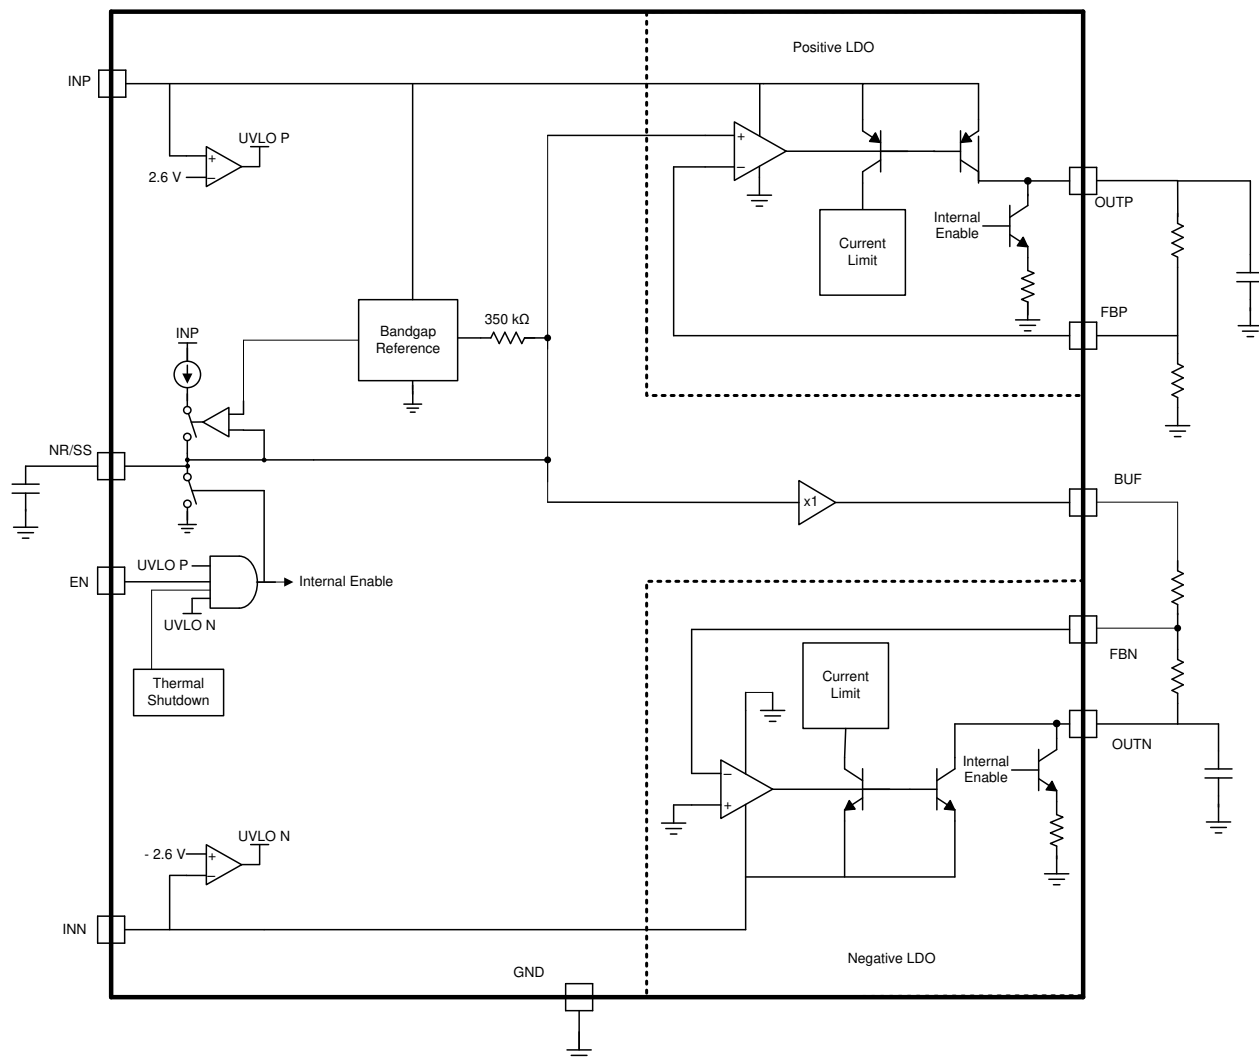 Positive LDO
INP
UVLO P
+
2.6 V
−
+
−
OUTP
Internal
Enable
Current
Limit
FBP
350 kΩ
Bandgap
Reference
INP
NR/SS
BUF
x1
UVLO P
EN
Internal Enable
UVLO N
FBN
Thermal
Shutdown
Current
Limit
OUTN
Internal
Enable
−
+
UVLO N
- 2.6 V
+
−
INN
Negative LDO
GND